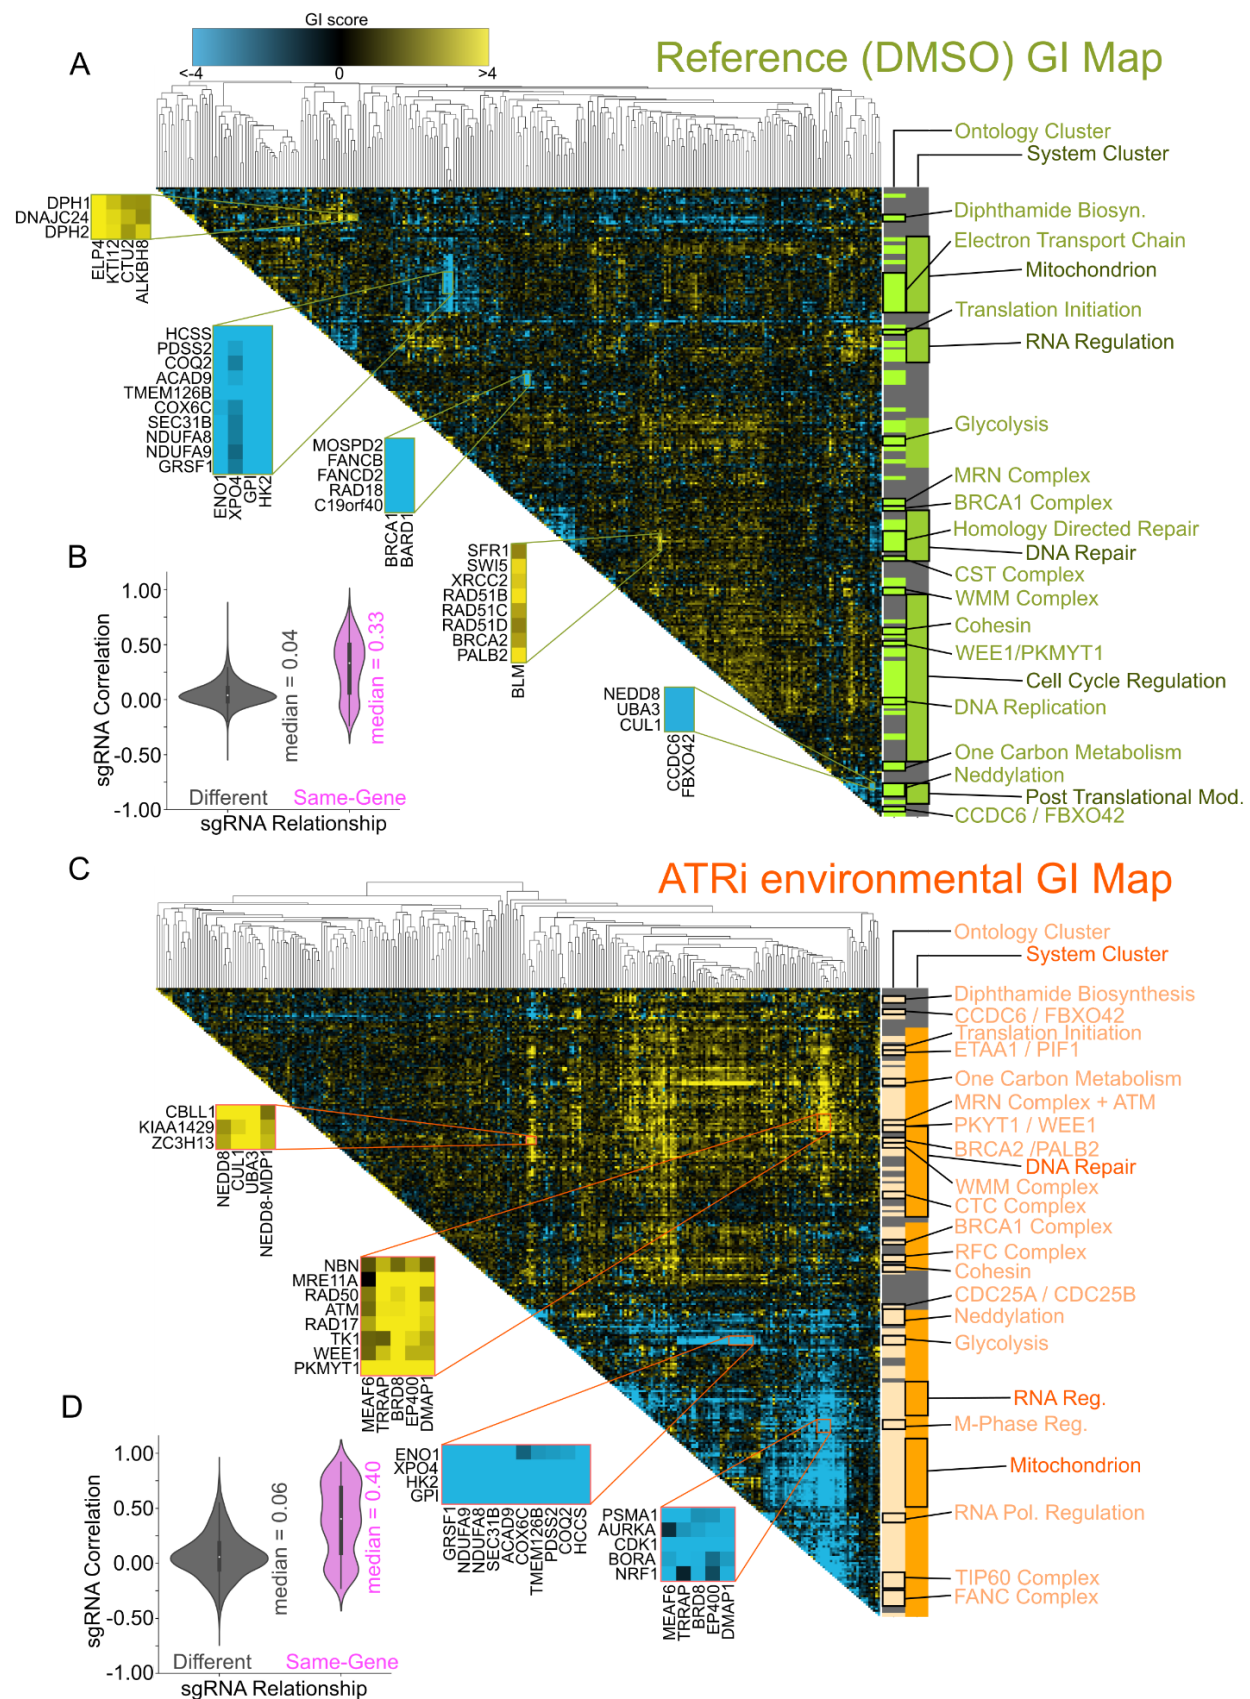 GI score
A
<-4
0
>4
Reference (DMSO) GI Map
Ontology Cluster
System Cluster
DPH1
DNAJC24
DPH2
ELP4
KTI12
CTU2
ALKBH8
Diphthamide Biosyn.
Electron Transport Chain
Mitochondrion
Translation Initiation
RNA Regulation
Glycolysis
MRN Complex
BRCA1 Complex
Homology Directed Repair
DNA Repair
CST Complex
WMM Complex
Cohesin
WEE1/PKMYT1
Cell Cycle Regulation
DNA Replication
One Carbon Metabolism
Neddylation
Post Translational Mod.
CCDC6 / FBXO42
HCSS
PDSS2
COQ2
ACAD9
TMEM126B
COX6C
SEC31B
NDUFA8
NDUFA9
GRSF1
ENO1
XPO4
GPI
HK2
MOSPD2
FANCB
FANCD2
RAD18
C19orf40
BRCA1
BARD1
SFR1
SWI5
XRCC2
RAD51B
RAD51C
RAD51D
BRCA2
PALB2
BLM
NEDD8
UBA3
CUL1
CCDC6
FBXO42
B
sgRNA Correlation
1.00
0.50
0.00
-0.50
-1.00
median = 0.04
median = 0.33
Different
Same-Gene
sgRNA Relationship
C
ATRi environmental GI Map
Ontology Cluster
System Cluster
Diphthamide Biosynthesis
CCDC6 / FBXO42
Translation Initiation
ETAA1 / PIF1
One Carbon Metabolism
MRN Complex + ATM
PKYT1 / WEE1
BRCA2 /PALB2
DNA Repair
WMM Complex
CTC Complex
BRCA1 Complex
RFC Complex
Cohesin
CDC25A / CDC25B
Neddylation
Glycolysis
RNA Reg.
M-Phase Reg.
Mitochondrion
RNA Pol. Regulation
TIP60 Complex
FANC Complex
CBLL1
KIAA1429
ZC3H13
NEDD8
CUL1
UBA3
NEDD8-MDP1
NBN
MRE11A
RAD50
ATM
RAD17
TK1
WEE1
PKMYT1
MEAF6
TRRAP
BRD8
EP400
DMAP1
ENO1
XPO4
HK2
GPI
GRSF1
NDUFA9
NDUFA8
SEC31B
ACAD9
COX6C
TMEM126B
PDSS2
COQ2
HCSS
PSMA1
AURKA
CDK1
BORA
NRF1
MEAF6
TRRAP
BRD8
EP400
DMAP1
D
sgRNA Correlation
1.00
0.50
0.00
-0.50
-1.00
median = 0.06
median = 0.40
Different
Same-Gene
sgRNA Relationship